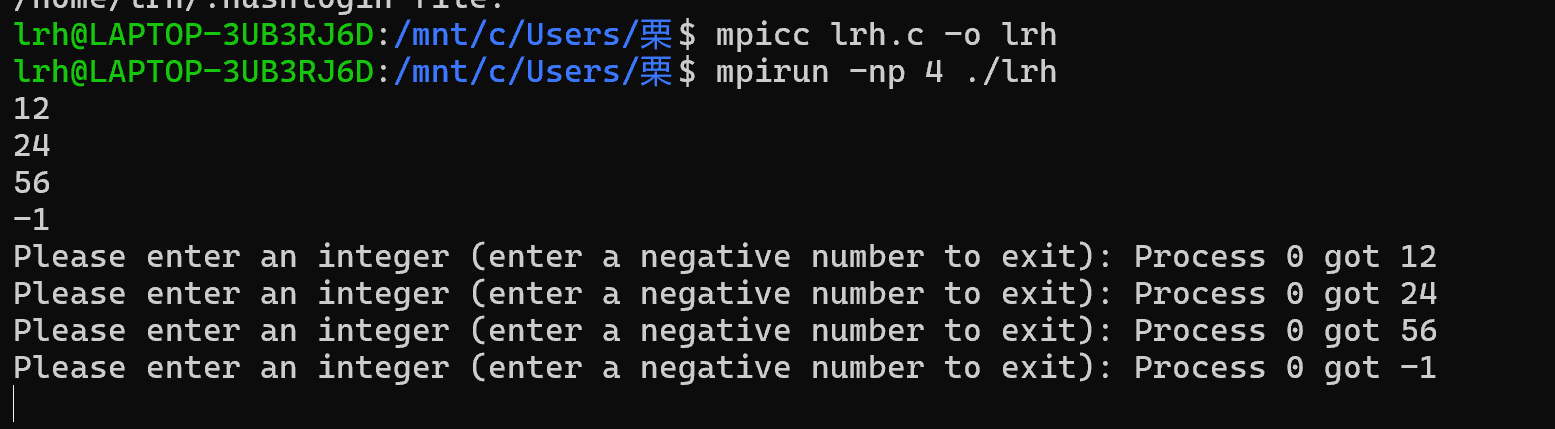 /home/lrh/.hushlogin file.
lrh@LAPTOP-3UB3RJ6D:/mnt/c/Users/栗$ mpicc lrh.c -o lrh
lrh@LAPTOP-3UB3RJ6D:/mnt/c/Users/栗$ mpirun -np 4 ./lrh
12
24
56
-1
Please enter an integer (enter a negative number to exit): Process 0 got 12
Please enter an integer (enter a negative number to exit): Process 0 got 24
Please enter an integer (enter a negative number to exit): Process 0 got 56
Please enter an integer (enter a negative number to exit): Process 0 got -1